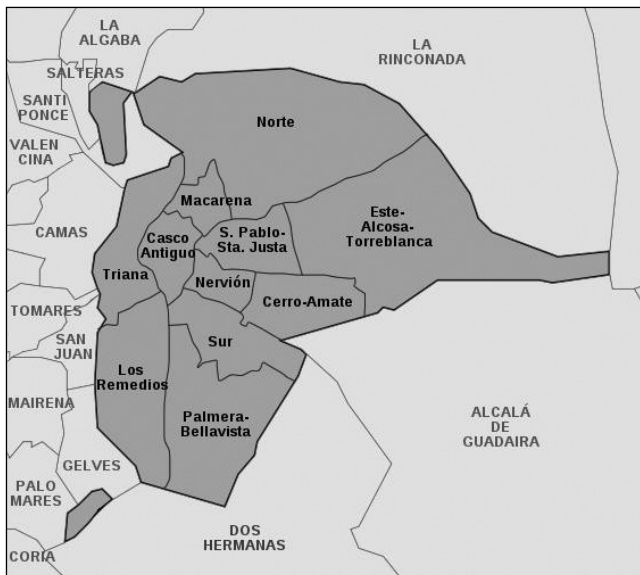 LA
ALGABA
LA
RINCONADA
SALTERAS
SANTI
PONCE
Norte
VALEN
CINA
Macarena
Este-
Alcosa-
Torreblanca
CAMAS
Casco
Antiguo
S. Pablo-
Sta. Justa
Triana
Nervión
Cerro-Amate
TOMARES
SAN
JUAN
Sur
Los
Remedios
MAIRENA
Palmera-
Bellavista
ALCALÁ
DE
GUADAIRA
GELVES
PALO
MARES
DOS
HERMANAS
CORIA